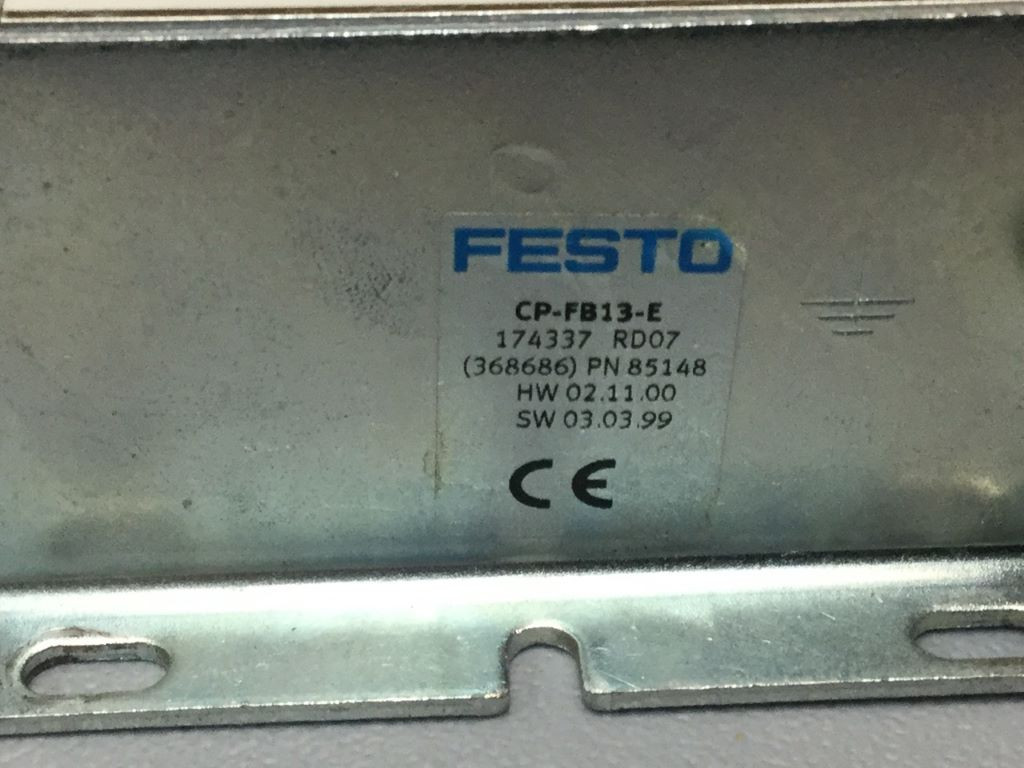 FESTO
CP-FB13-E
174337 RD07
(368686) PN 85148
HW 02.11.00
SW 03.03.99
CE